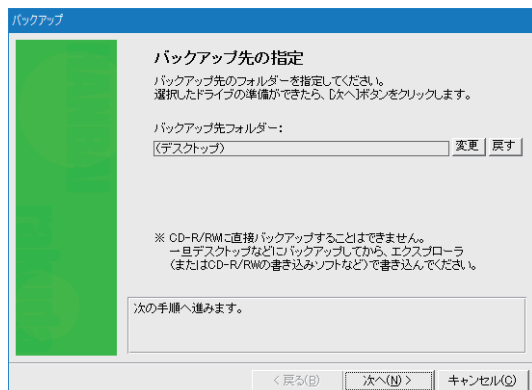 バックアップ
バックアップ先の指定
バックアップ先のフォルダーを指定してください。
選択したドライブの準備ができたら、[次へ]ボタンをクリックします。
バックアップ先フォルダー:
(デスクトップ)
変更
戻す
※ CD-R/RWに直接バックアップすることはできません。
一旦デスクトップなどにバックアップしてから、エクスプローラ
(またはCD-R/RWの書き込みソフトなど)で書き込んでください。
次の手順へ進みます。
< 戻る(B)
次へ(N) >
キャンセル(C)